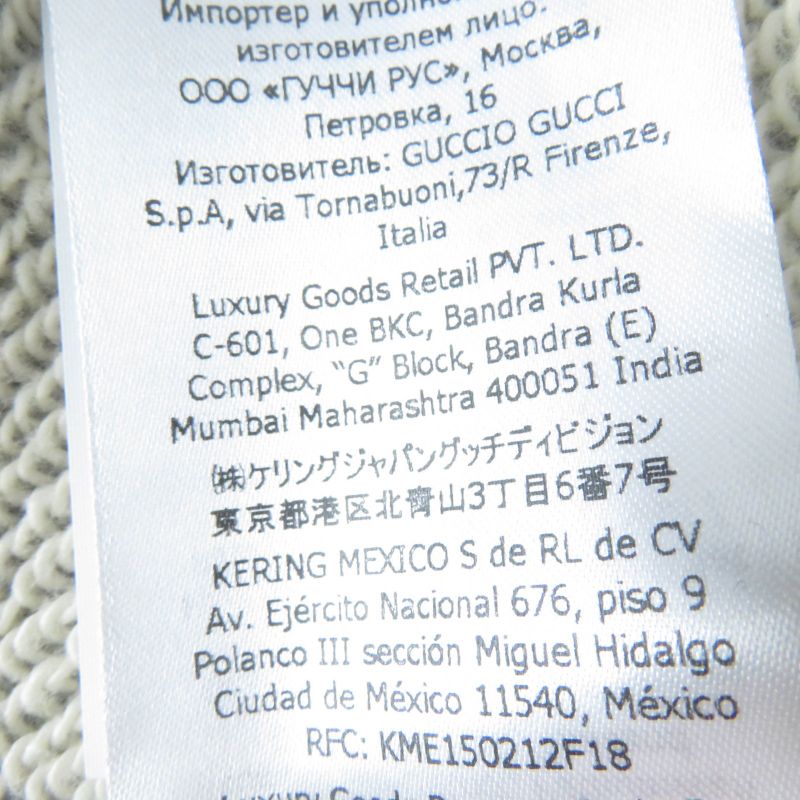 Импортер и
изготовителем лицо:
ООО «ГУЧЧИ РУС», Москва,
Петровка, 16
Изготовитель: GUCCIO GUCCI
S.p.A, via Tornabuoni,73/R Firenze,
Italia
Luxury Goods Retail PVT. LTD.
C-601, One BKC, Bandra Kurla
Complex, "G" Block, Bandra (E)
Mumbai Maharashtra 400051 India
㈱ケリングジャパングッチディビジョン
東京都港区北青山3丁目6番7号
KERING MEXICO S de RL de CV
Av. Ejército Nacional 676, piso 9
Polanco III sección Miguel Hidalgo
Ciudad de México 11540, México
RFC: KME150212F18